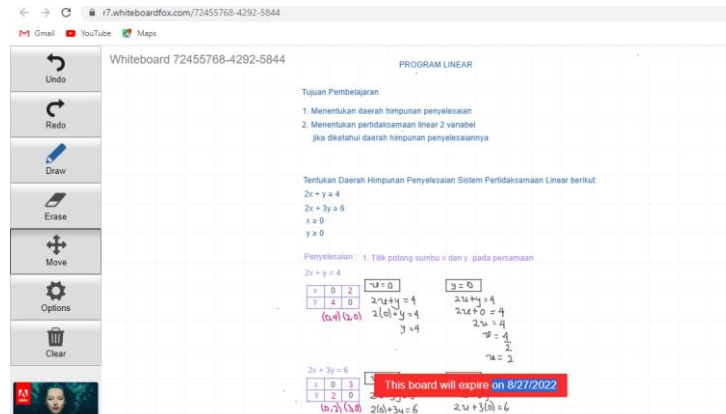 r7.whiteboardfox.com/72455768-4292-5844
Gmail YouTube Maps
Whiteboard 72455768-4292-5844
Undo
Redo
Draw
Erase
Move
Options
Clear
PROGRAM LINEAR
Tujuan Pembelajaran
1. Menentukan daerah himpunan penyelesaian
2. Menentukan pertidaksamaan linear 2 variabel
jika diketahui daerah himpunan penyelesaiannya
Tentukan Daerah Himpunan Penyelesaian Sistem Pertidaksamaan Linear berikut.
2x + y ≥ 4
2x + 3y ≥ 6
x ≥ 0
y ≥ 0
Penyelesaian : 1. Titik potong sumbu x dan y pada persamaan
2x + y = 4
x 0 2
y 4 0
(0,4) (2,0)
x = 0
2x+y = 4
2(0)+y = 4
y = 4
y = 0
2x+y = 4
2x+0 = 4
2x = 4
x = 4
2
x = 2
2x + 3y = 6
x 0 3
y 2 0
(0,2) (3,0)
2(0)+3y = 6
2x+3(0) = 6
This board will expire on 8/27/2022